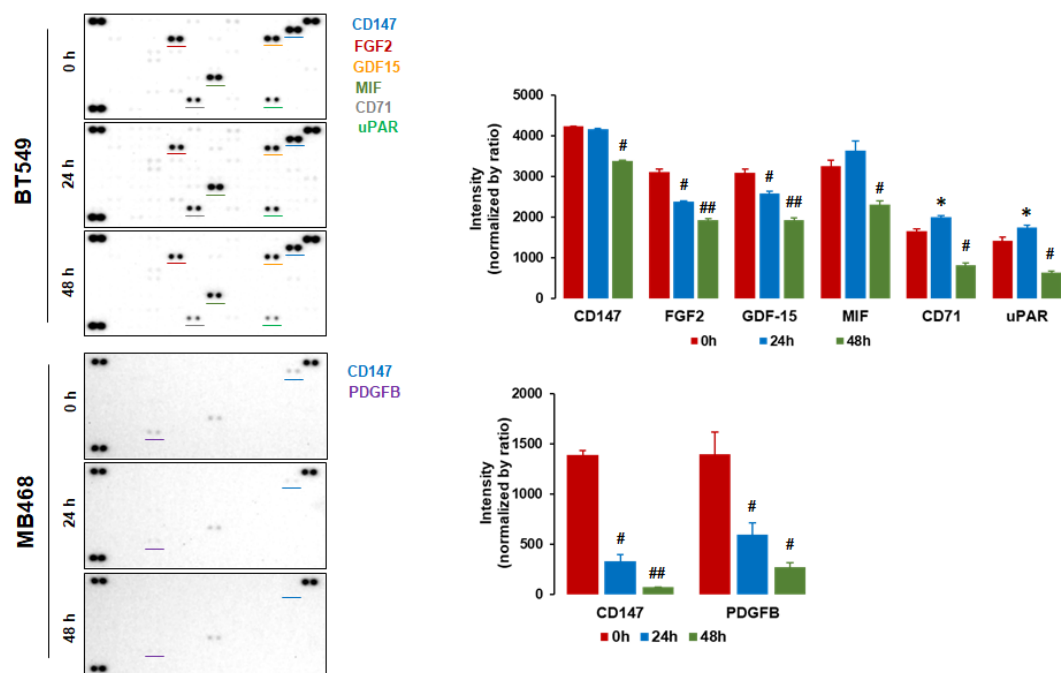 BT549
0 h
24 h
48 h
CD147
FGF2
GDF15
MIF
CD71
uPAR
Intensity
(normalized by ratio)
5000
4000
3000
2000
1000
0
#
# ##
# ##
#
* #
* #
CD147 FGF2 GDF-15 MIF CD71 uPAR
0h 24h 48h
MB468
0 h
24 h
48 h
CD147
PDGFB
Intensity
(normalized by ratio)
2000
1500
1000
500
0
# ##
# #
CD147 PDGFB
0h 24h 48h